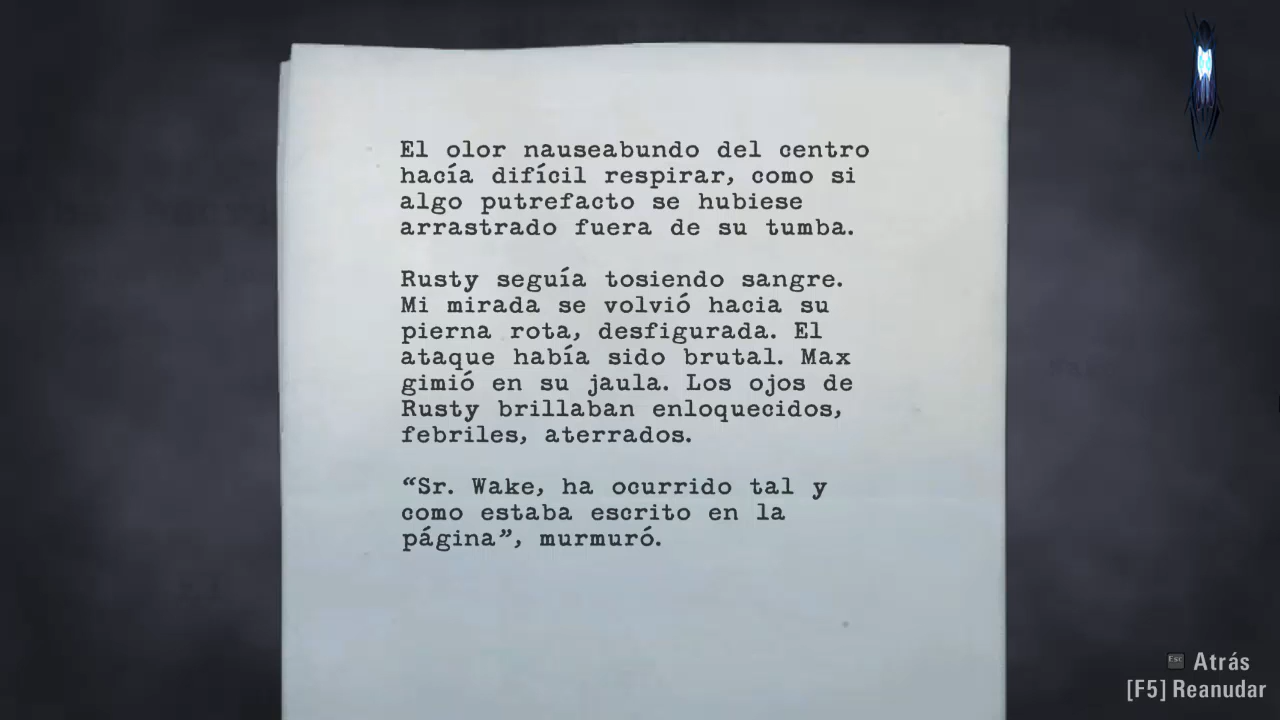 El olor nauseabundo del centro
hacía difícil respirar, como si
algo putrefacto se hubiese
arrastrado fuera de su tumba.
Rusty seguía tosiendo sangre.
Mi mirada se volvió hacia su
pierna rota, desfigurada. El
ataque había sido brutal. Max
gimió en su jaula. Los ojos de
Rusty brillaban enloquecidos,
febriles, aterrados.
“Sr. Wake, ha ocurrido tal y
como estaba escrito en la
página”, murmuró.
Esc Atrás
[F5] Reanudar